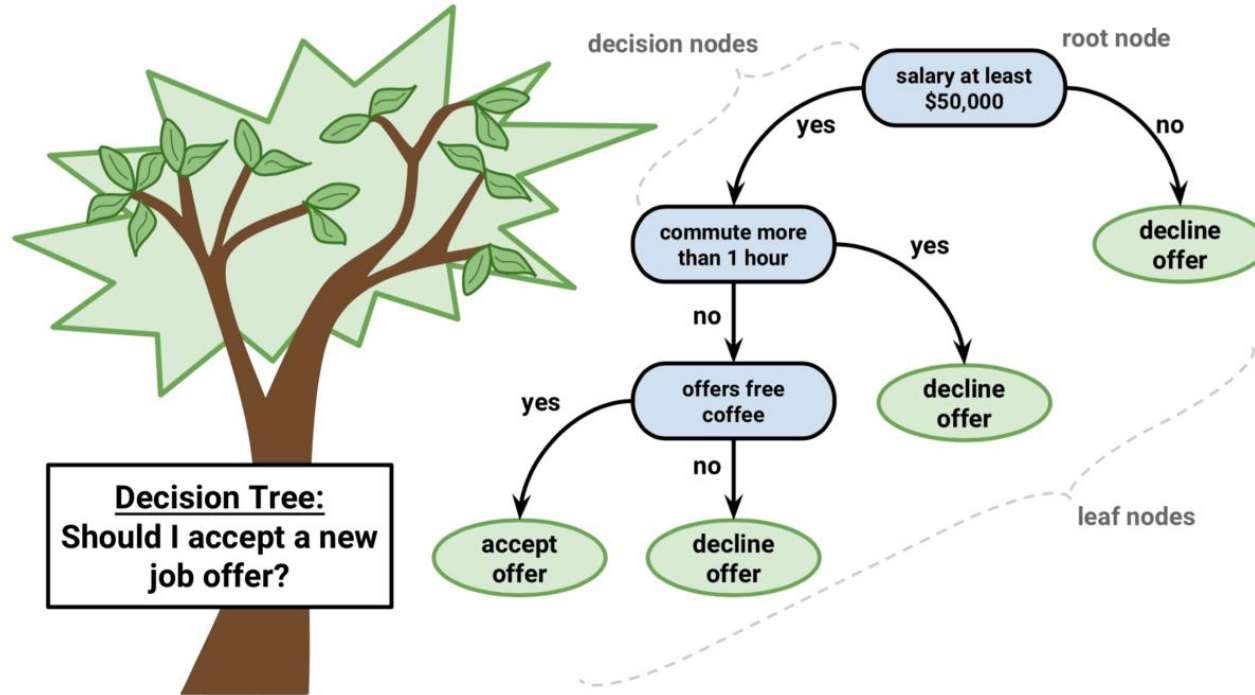 decision nodes
root node
salary at least
$50,000
yes
no
commute more
than 1 hour
decline
offer
yes
no
offers free
coffee
decline
offer
yes
no
leaf nodes
Decision Tree:
Should I accept a new
job offer?
accept
offer
decline
offer